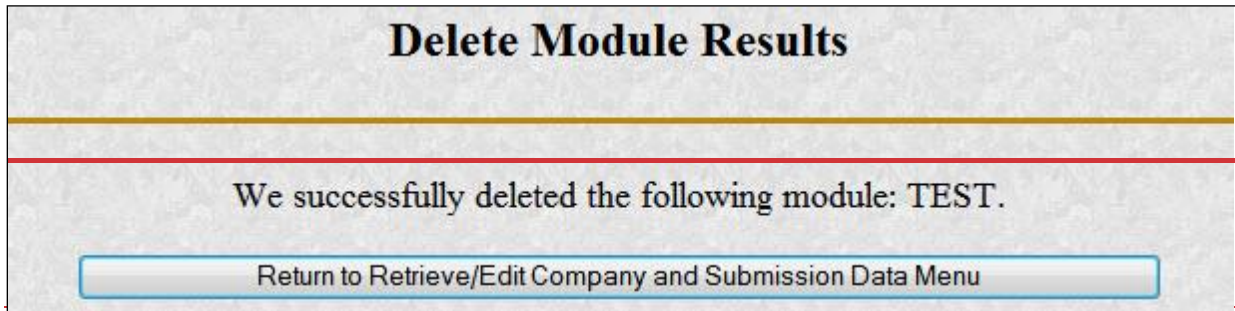 Delete Module Results
We successfully deleted the following module: TEST.
Return to Retrieve/Edit Company and Submission Data Menu